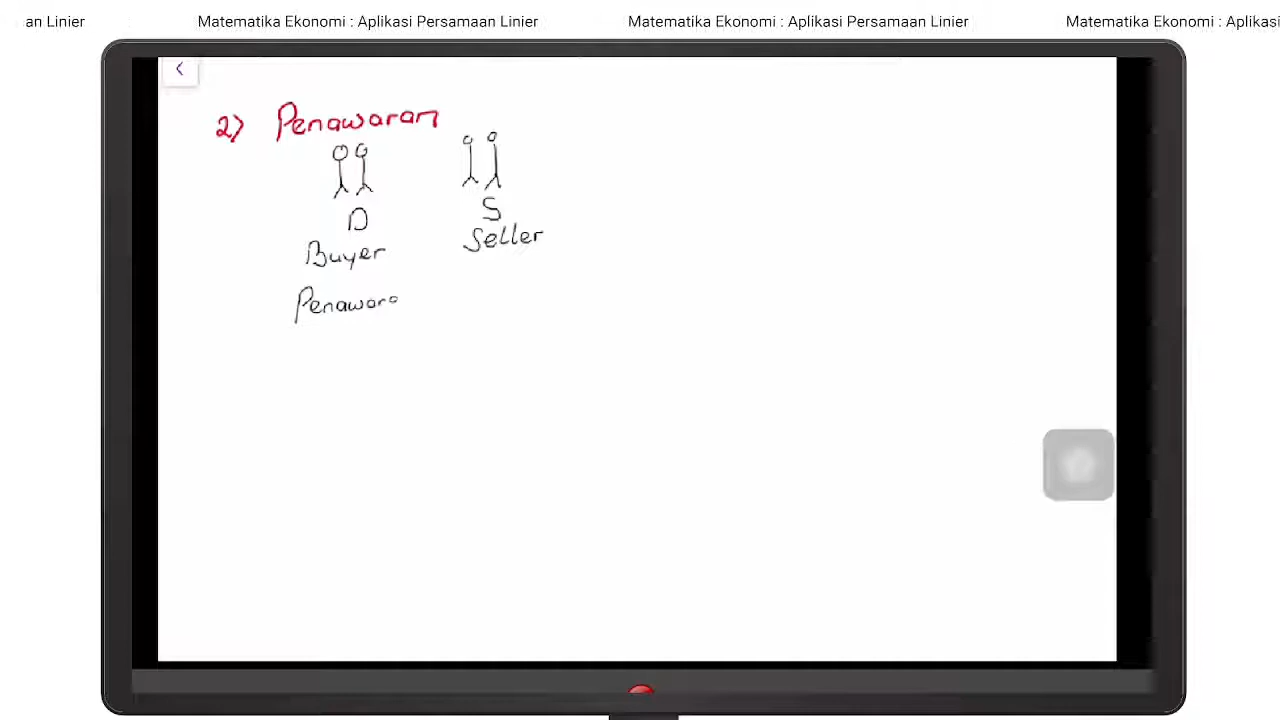 an Linier Matematika Ekonomi : Aplikasi Persamaan Linier Matematika Ekonomi : Aplikasi Persamaan Linier Matematika Ekonomi : Aplikasi
2) Penawaran
D S
Buyer Seller
Penawara